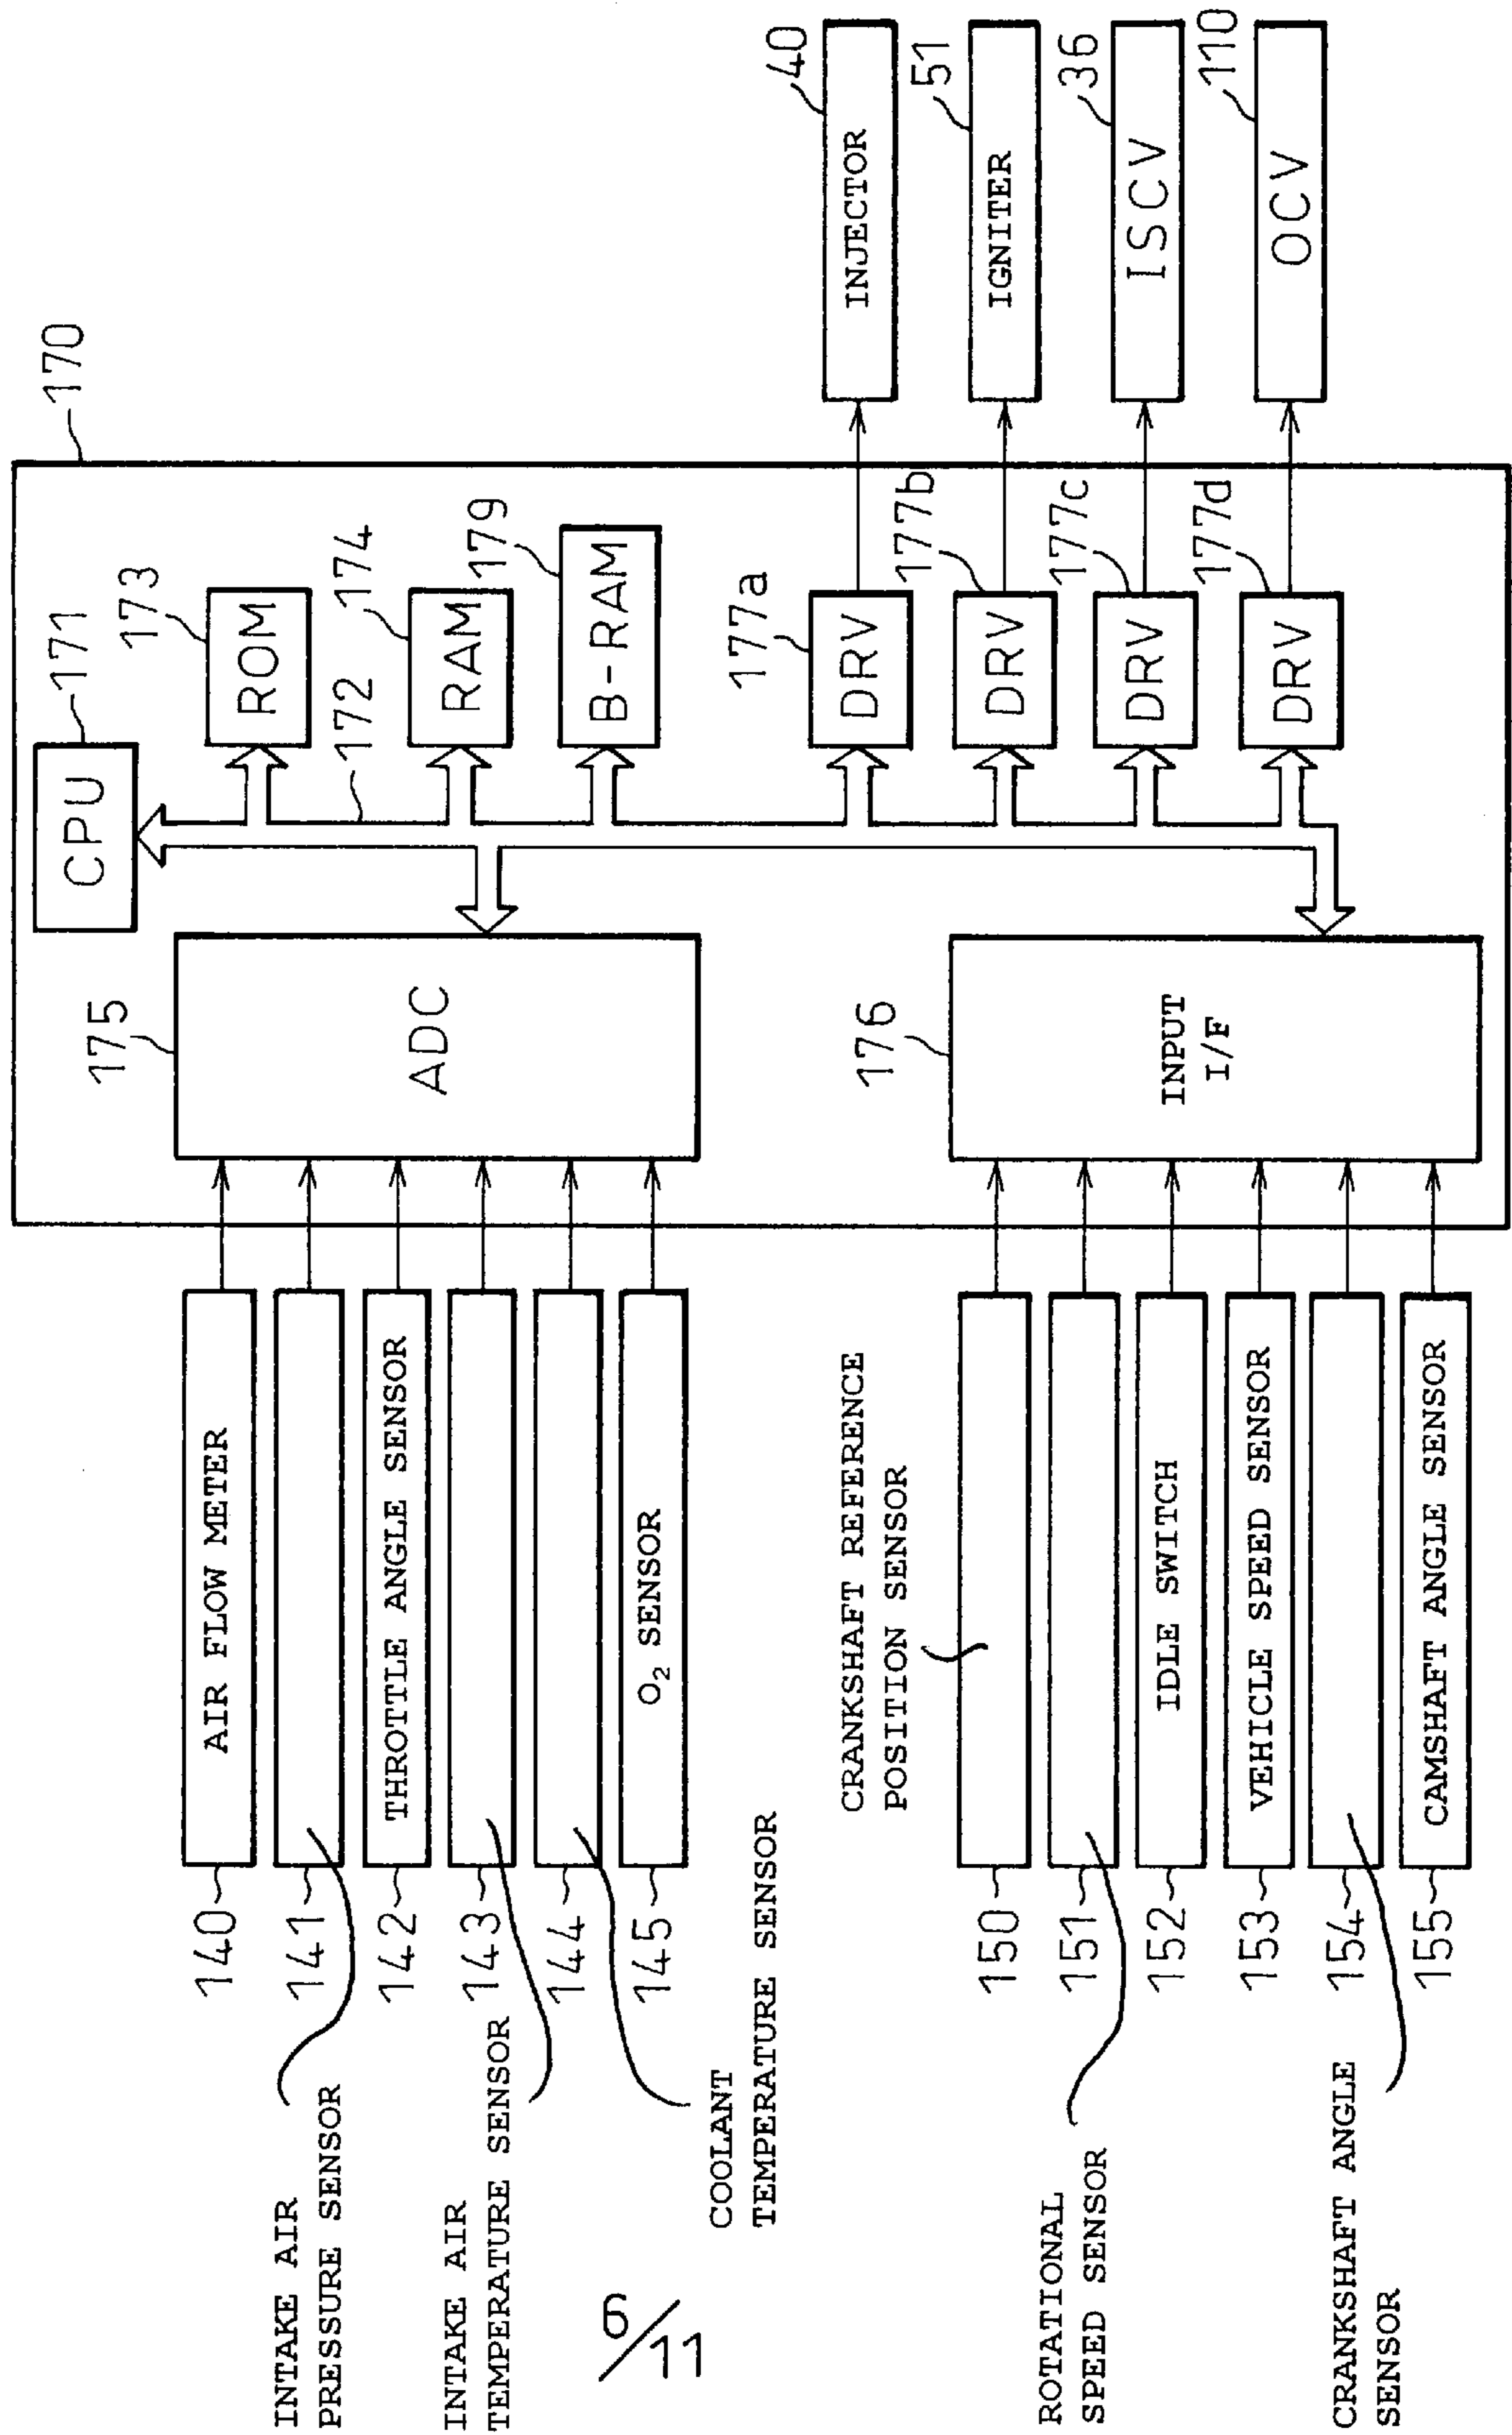 170
CPU
171
ROM
173
172
RAM
174
B-RAM
179
175
ADC
176
INPUT
I/F
DRV
177a
DRV
177b
DRV
177c
DRV
177d
INJECTOR
40
IGNITER
51
ISCV
36
OCV
110
140
AIR FLOW METER
141
INTAKE AIR
PRESSURE SENSOR
142
THROTTLE ANGLE SENSOR
143
INTAKE AIR
TEMPERATURE SENSOR
144
COOLANT
TEMPERATURE SENSOR
145
O₂ SENSOR
150
CRANKSHAFT REFERENCE
POSITION SENSOR
151
ROTATIONAL
SPEED SENSOR
152
IDLE SWITCH
153
VEHICLE SPEED SENSOR
154
CRANKSHAFT ANGLE
SENSOR
155
CAMSHAFT ANGLE SENSOR
6/11